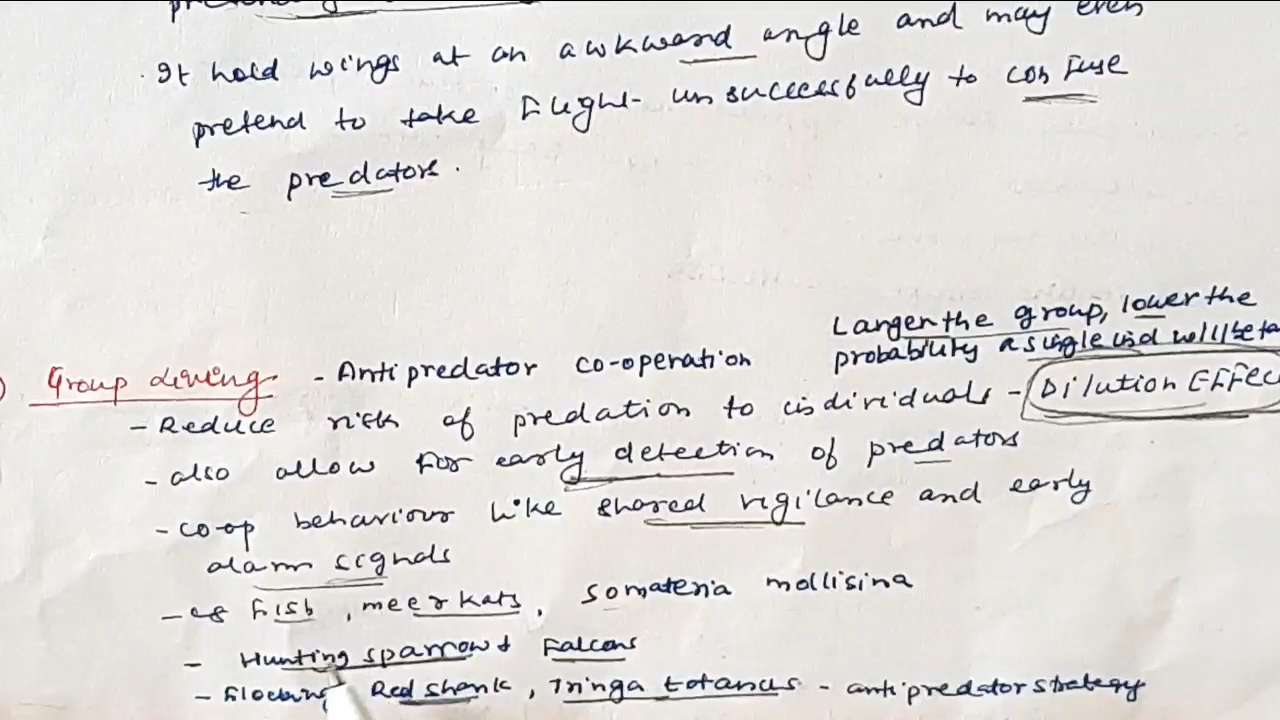 It hold wings at an awkward angle and may even
pretend to take Flight unsuccessfully to confuse
the predators.
Larger the group, lower the
probability a single ind will be ta
Group living - Antipredator co-operation
- Reduce risk of predation to individuals - Dilution Effec
- also allow for early detection of predators
- co-op behaviour like shared vigilance and early
alarm signals
- eg Fish, meerkats, somateria mollisina
- Hunting sparrow & Falcons
- Flocking Red shank, Tringa totanus - antipredator strategy